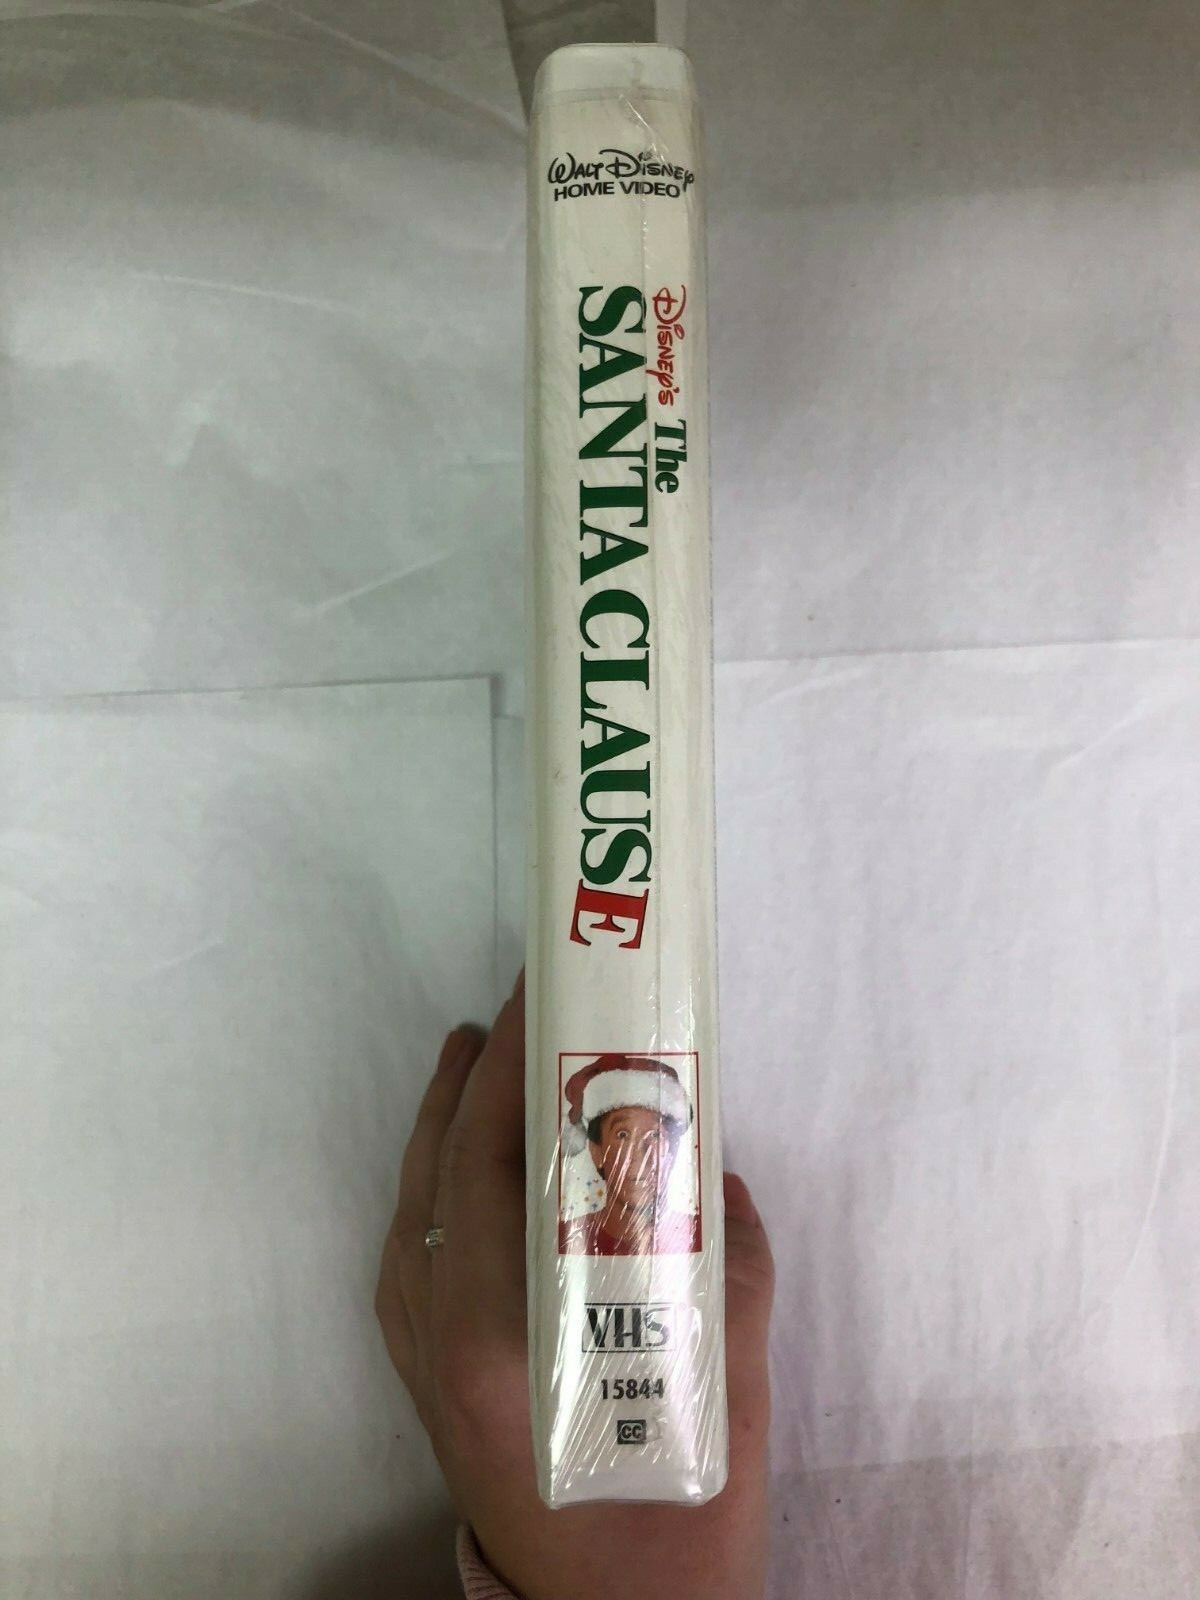 WALT DISNEY
HOME VIDEO
DISNEY'S The
SANTA CLAUSE
VHS
15844
CC